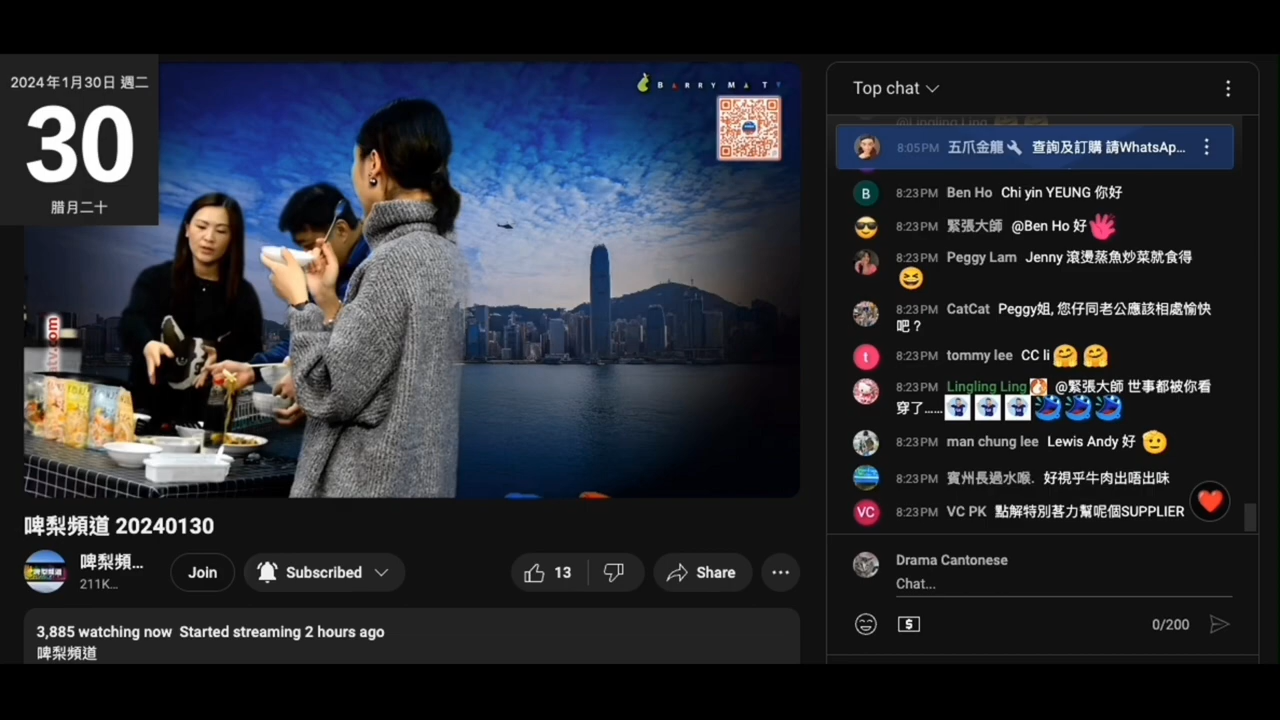 2024年1月30日 週二
30
腊月二十
BARRY MA TV
.com
啤梨頻道 20240130
啤梨頻...
211K...
Join
Subscribed
13
Share
3,885 watching now Started streaming 2 hours ago
啤梨頻道
Top chat
@Lingling Ling
8:05PM 五爪金龍 查詢及訂購 請WhatsAp...
B
8:23PM Ben Ho Chi yin YEUNG 你好
8:23PM 緊張大師 @Ben Ho 好
8:23PM Peggy Lam Jenny 滾燙蒸魚炒菜就食得
8:23PM CatCat Peggy姐, 您仔同老公應該相處愉快
吧？
t
8:23PM tommy lee CC li
8:23PM Lingling Ling @緊張大師 世事都被你看
穿了......
8:23PM man chung lee Lewis Andy 好
8:23PM 賓州長過水喉. 好視乎牛肉出唔出味
VC
8:23PM VC PK 點解特別著力幫呢個SUPPLIER
Drama Cantonese
Chat...
0/200